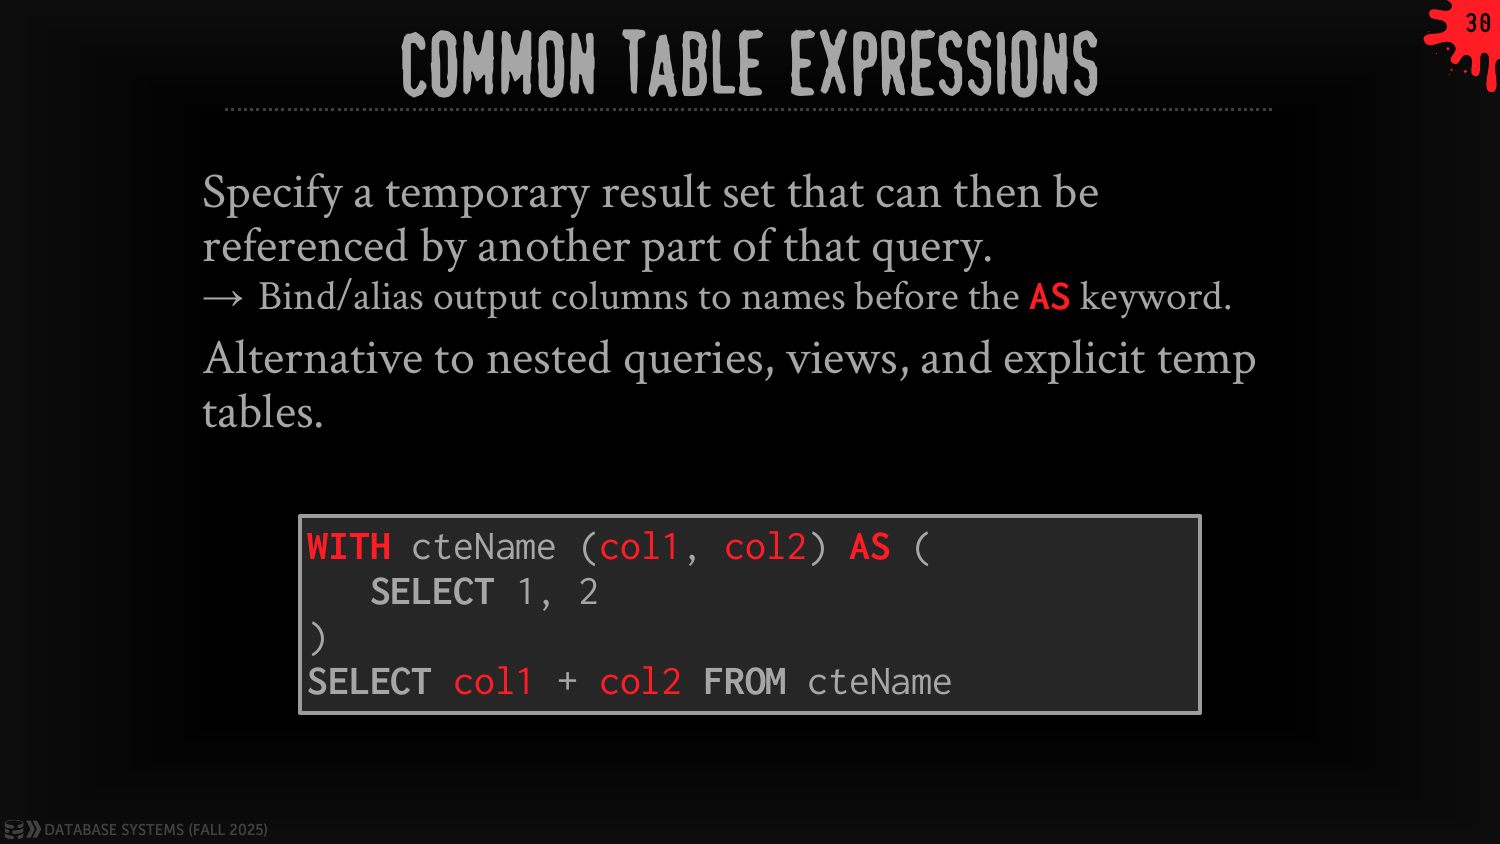 30
COMMON TABLE EXPRESSIONS
Specify a temporary result set that can then be
referenced by another part of that query.
→ Bind/alias output columns to names before the AS keyword.
Alternative to nested queries, views, and explicit temp
tables.
WITH cteName (col1, col2) AS (
   SELECT 1, 2
)
SELECT col1 + col2 FROM cteName
DATABASE SYSTEMS (FALL 2025)